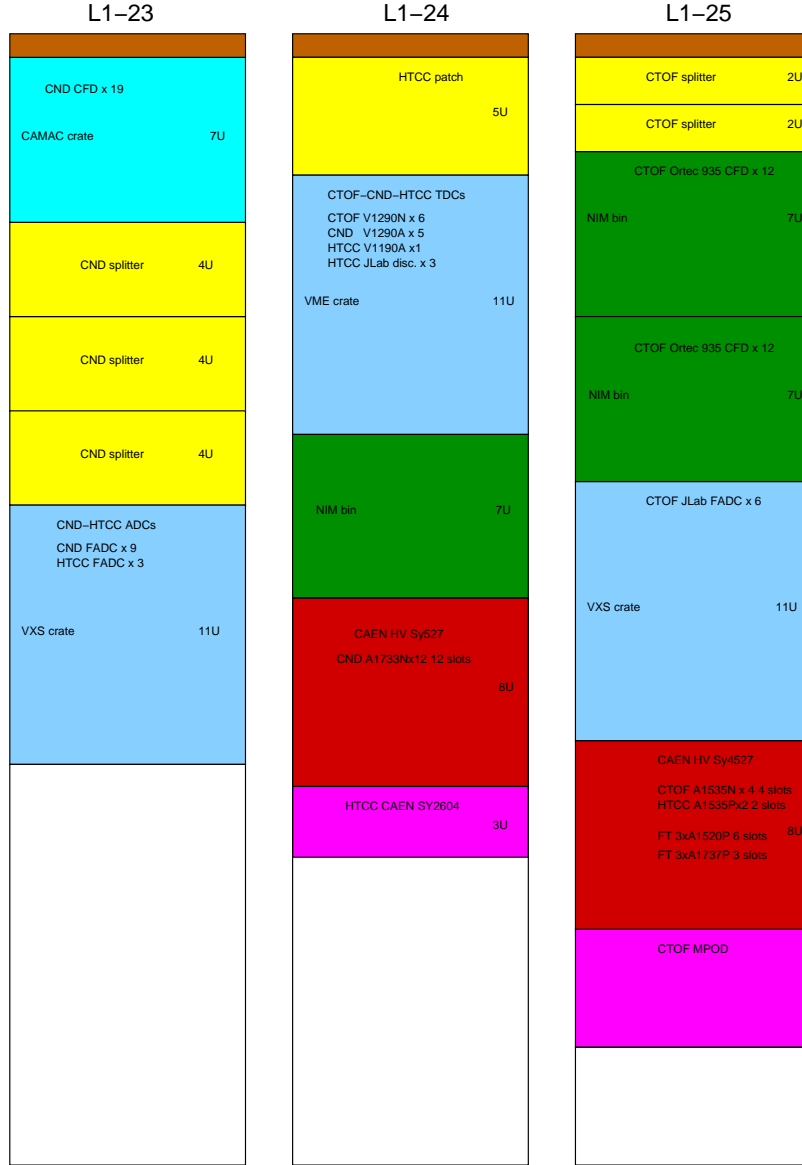 L1−23
CND CFD x 19
CAMAC crate 7U
CND splitter 4U
CND splitter 4U
CND splitter 4U
CND−HTCC ADCs
CND FADC x 9
HTCC FADC x 3
VXS crate 11U
L1−24
HTCC patch
5U
CTOF−CND−HTCC TDCs
CTOF V1290N x 6
CND V1290A x 5
HTCC V1190A x1
HTCC JLab disc. x 3
VME crate 11U
NIM bin 7U
CAEN HV Sy527
CND A1733Nx12 12 slots
8U
HTCC CAEN SY2604
3U
L1−25
CTOF splitter 2U
CTOF splitter 2U
CTOF Ortec 935 CFD x 12
NIM bin 7U
CTOF Ortec 935 CFD x 12
NIM bin 7U
CTOF JLab FADC x 6
VXS crate 11U
CAEN HV Sy4527
CTOF A1535N x 4 4 slots
HTCC A1535Px2 2 slots
FT 3xA1520P 6 slots 8U
FT 3xA1737P 3 slots
CTOF MPOD